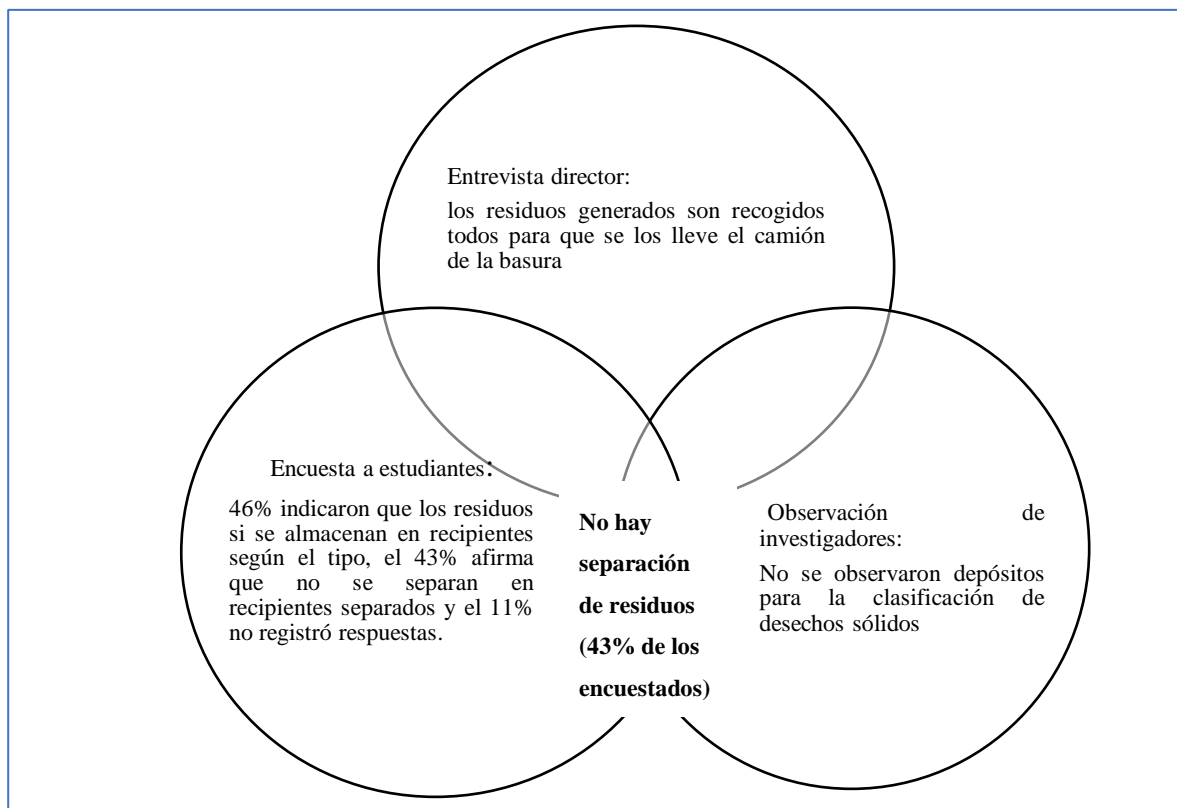 Entrevista director:
los residuos generados son recogidos
todos para que se los lleve el camión
de la basura
Encuesta a estudiantes:
46% indicaron que los residuos
si se almacenan en recipientes
según el tipo, el 43% afirma
que no se separan en
recipientes separados y el 11%
no registró respuestas.
No hay
separación
de residuos
(43% de los
encuestados)
Observación de
investigadores:
No se observaron depósitos
para la clasificación de
desechos sólidos